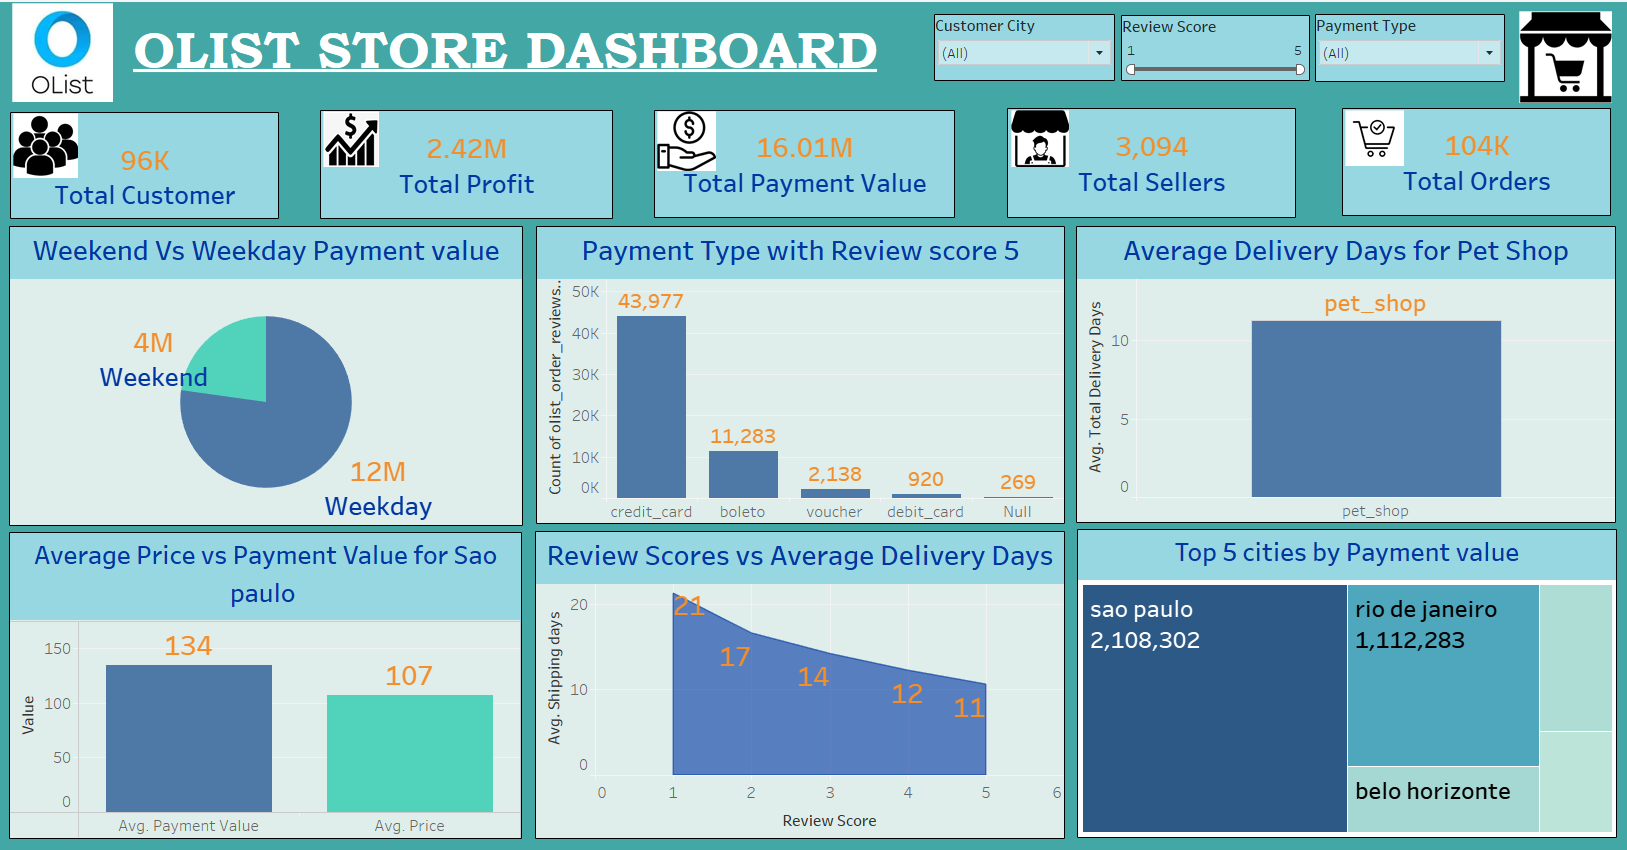 OList
OLIST STORE DASHBOARD
Customer City
(All)
Review Score
1 5
Payment Type
(All)
96K
Total Customer
2.42M
Total Profit
16.01M
Total Payment Value
3,094
Total Sellers
104K
Total Orders
Weekend Vs Weekday Payment value
4M
Weekend
12M
Weekday
Payment Type with Review score 5
Count of olist_order_reviews..
50K
40K
30K
20K
10K
0K
43,977
11,283
2,138
920
269
credit_card
boleto
voucher
debit_card
Null
Average Delivery Days for Pet Shop
Avg. Total Delivery Days
10
5
0
pet_shop
pet_shop
Average Price vs Payment Value for Sao
paulo
Value
150
100
50
0
134
107
Avg. Payment Value
Avg. Price
Review Scores vs Average Delivery Days
Avg. Shipping days
20
10
0
21
17
14
12
11
0 1 2 3 4 5 6
Review Score
Top 5 cities by Payment value
sao paulo
2,108,302
rio de janeiro
1,112,283
belo horizonte